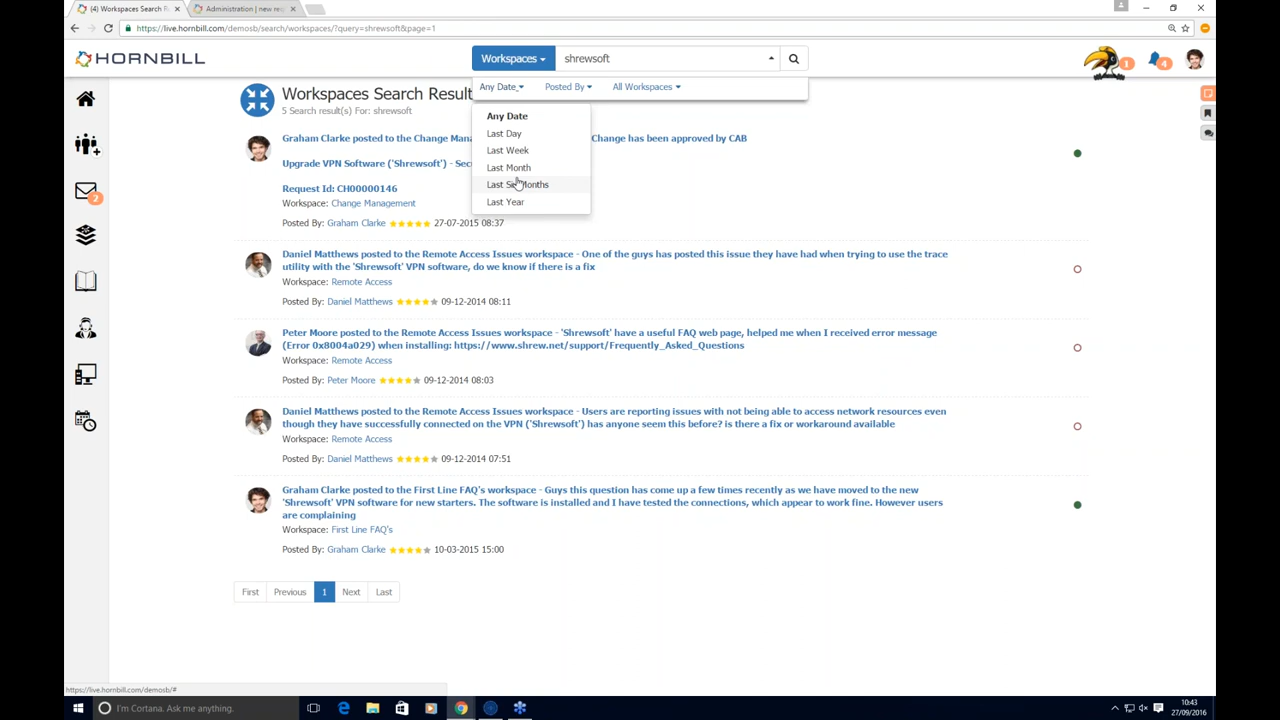 (4) Workspaces Search R
Administration | new req
https://live.hornbill.com/demosb/search/workspaces/?query=shrewsoft&page=1
HORNBILL
Workspaces
shrewsoft
1
4
Any Date
Posted By
All Workspaces
Workspaces Search Result
5 Search result(s) For: shrewsoft
Any Date
Last Day
Last Week
Last Month
Last Six Months
Last Year
2
Graham Clarke posted to the Change Mana Change has been approved by CAB
Upgrade VPN Software ('Shrewsoft') - Sec
Request Id: CH00000146
Workspace: Change Management
Posted By: Graham Clarke 27-07-2015 08:37
Daniel Matthews posted to the Remote Access Issues workspace - One of the guys has posted this issue they have had when trying to use the trace
utility with the 'Shrewsoft' VPN software, do we know if there is a fix
Workspace: Remote Access
Posted By: Daniel Matthews 09-12-2014 08:11
Peter Moore posted to the Remote Access Issues workspace - 'Shrewsoft' have a useful FAQ web page, helped me when I received error message
(Error 0x8004a029) when installing: https://www.shrew.net/support/Frequently_Asked_Questions
Workspace: Remote Access
Posted By: Peter Moore 09-12-2014 08:03
Daniel Matthews posted to the Remote Access Issues workspace - Users are reporting issues with not being able to access network resources even
though they have successfully connected on the VPN ('Shrewsoft') has anyone seem this before? is there a fix or workaround available
Workspace: Remote Access
Posted By: Daniel Matthews 09-12-2014 07:51
Graham Clarke posted to the First Line FAQ's workspace - Guys this question has come up a few times recently as we have moved to the new
'Shrewsoft' VPN software for new starters. The software is installed and I have tested the connections, which appear to work fine. However users
are complaining
Workspace: First Line FAQ's
Posted By: Graham Clarke 10-03-2015 15:00
First Previous 1 Next Last
https://live.hornbill.com/demosb/#
I'm Cortana. Ask me anything.
10:43
27/09/2016